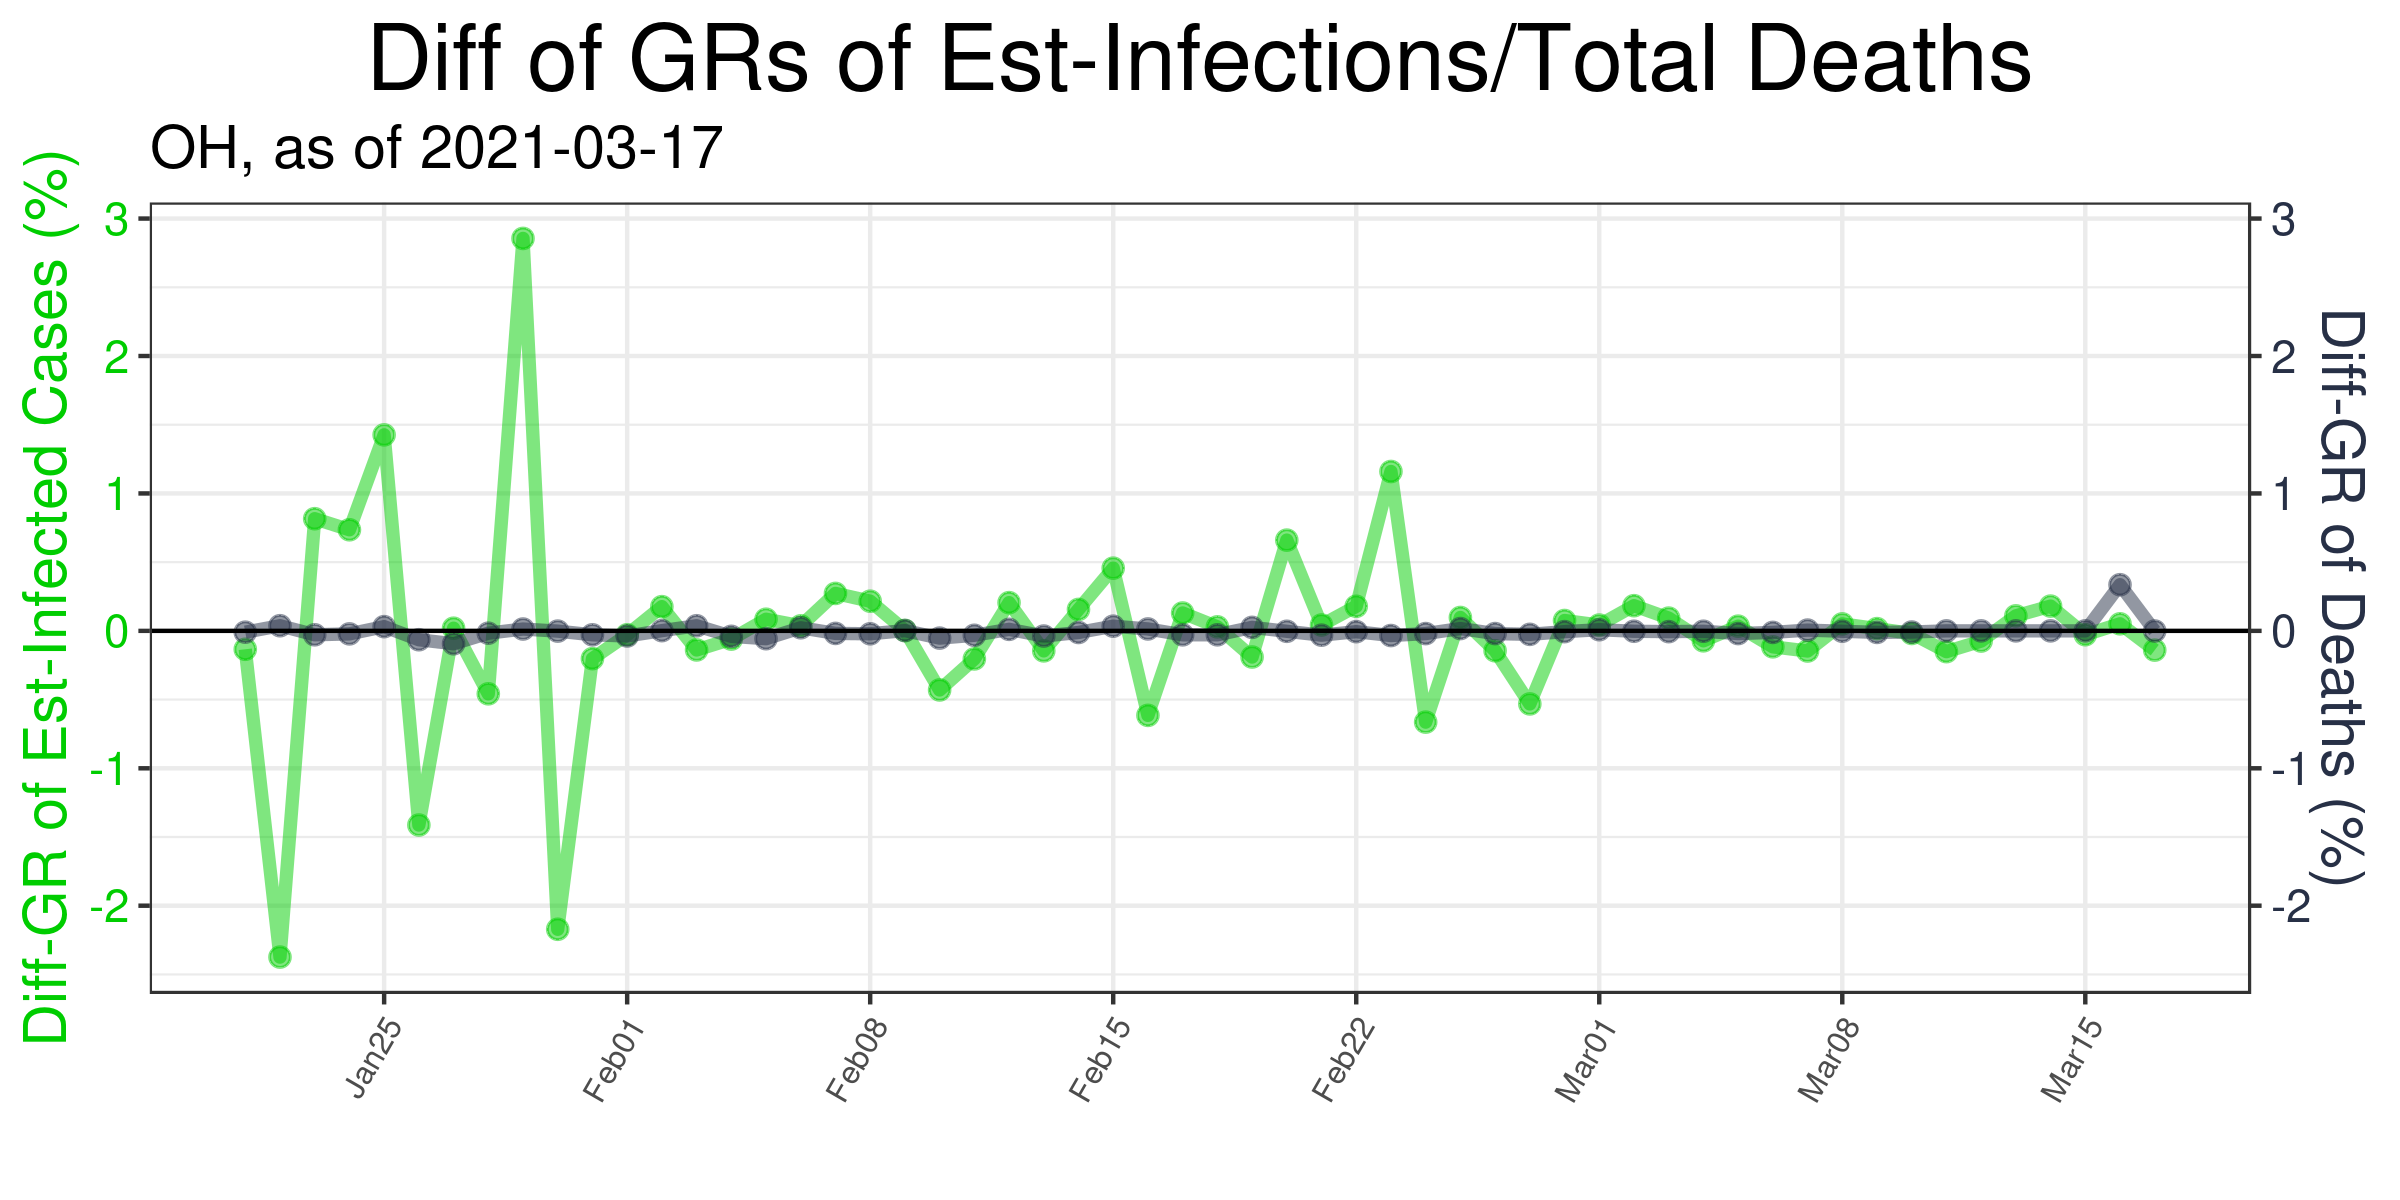 Diff of GRs of Est-Infections/Total Deaths
OH, as of 2021-03-17
Diff-GR of Est-Infected Cases (%)
3
2
1
0
-1
-2
3
2
1
0
-1
-2
Diff-GR of Deaths (%)
Jan25
Feb01
Feb08
Feb15
Feb22
Mar01
Mar08
Mar15